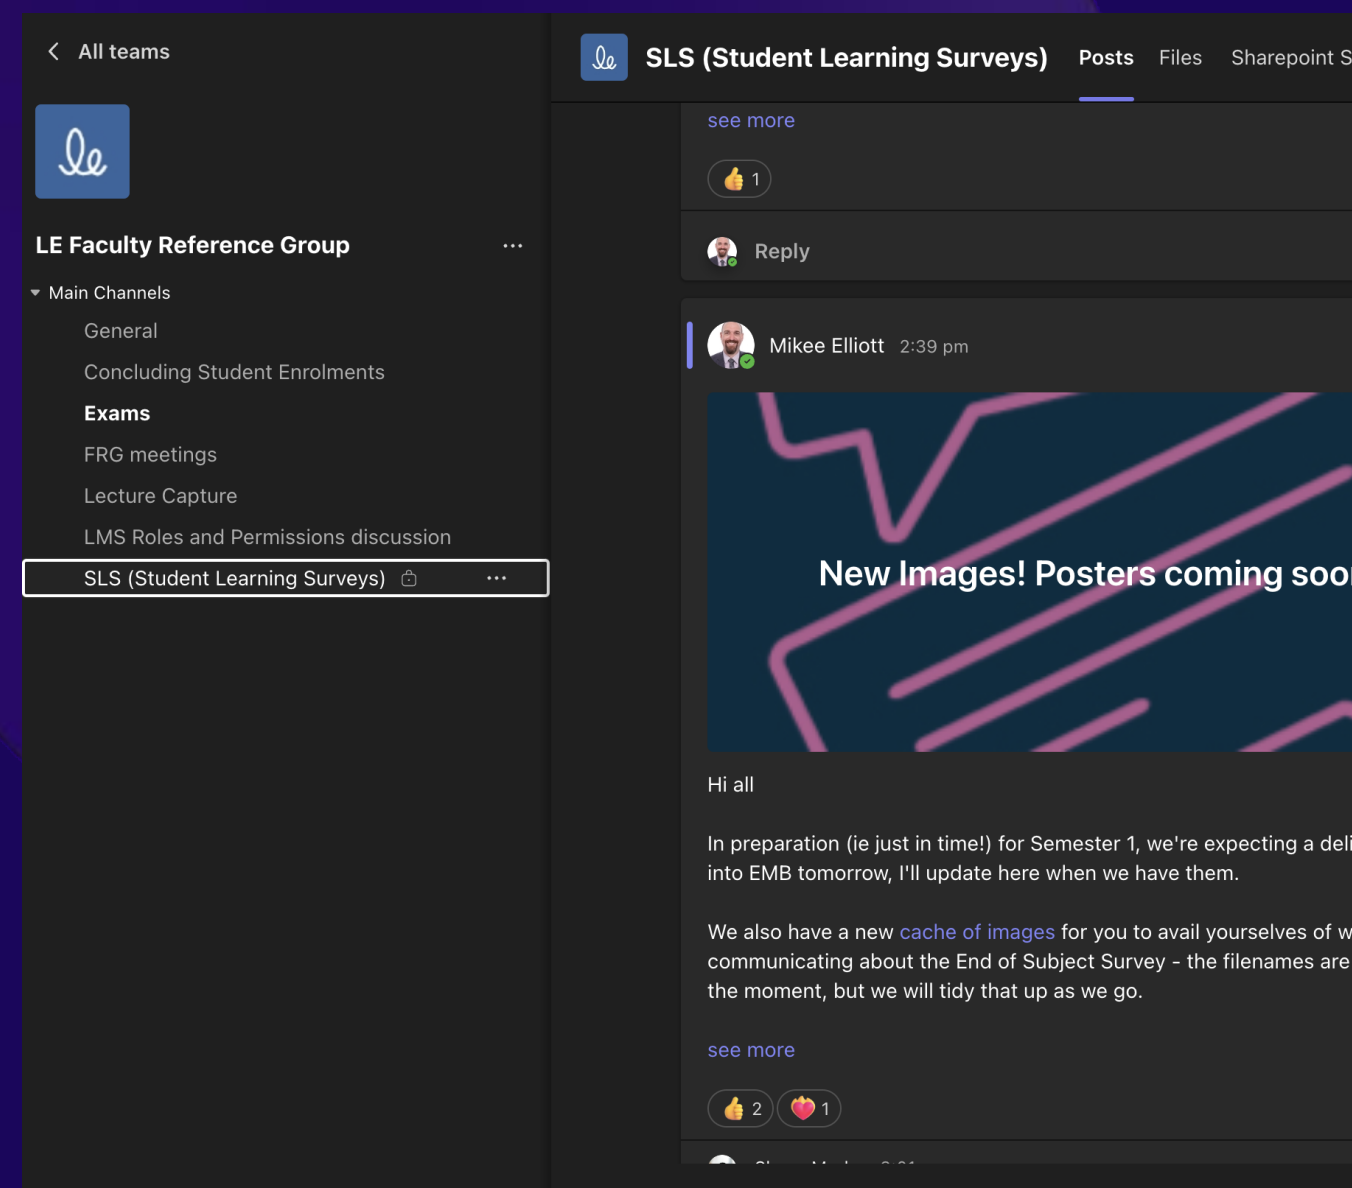 All teams
le
LE Faculty Reference Group
Main Channels
General
Concluding Student Enrolments
Exams
FRG meetings
Lecture Capture
LMS Roles and Permissions discussion
SLS (Student Learning Surveys)
le
SLS (Student Learning Surveys) Posts Files Sharepoint S
see more
1
Reply
Mikee Elliott 2:39 pm
New Images! Posters coming soo
Hi all
In preparation (ie just in time!) for Semester 1, we're expecting a deli
into EMB tomorrow, I'll update here when we have them.
We also have a new cache of images for you to avail yourselves of w
communicating about the End of Subject Survey - the filenames are
the moment, but we will tidy that up as we go.
see more
2 1